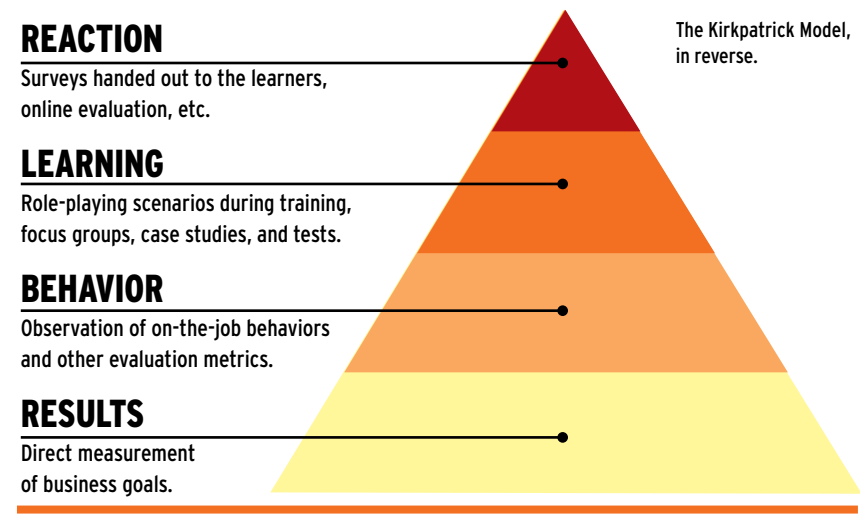 REACTION
Surveys handed out to the learners,
online evaluation, etc.
The Kirkpatrick Model,
in reverse.
LEARNING
Role-playing scenarios during training,
focus groups, case studies, and tests.
BEHAVIOR
Observation of on-the-job behaviors
and other evaluation metrics.
RESULTS
Direct measurement
of business goals.